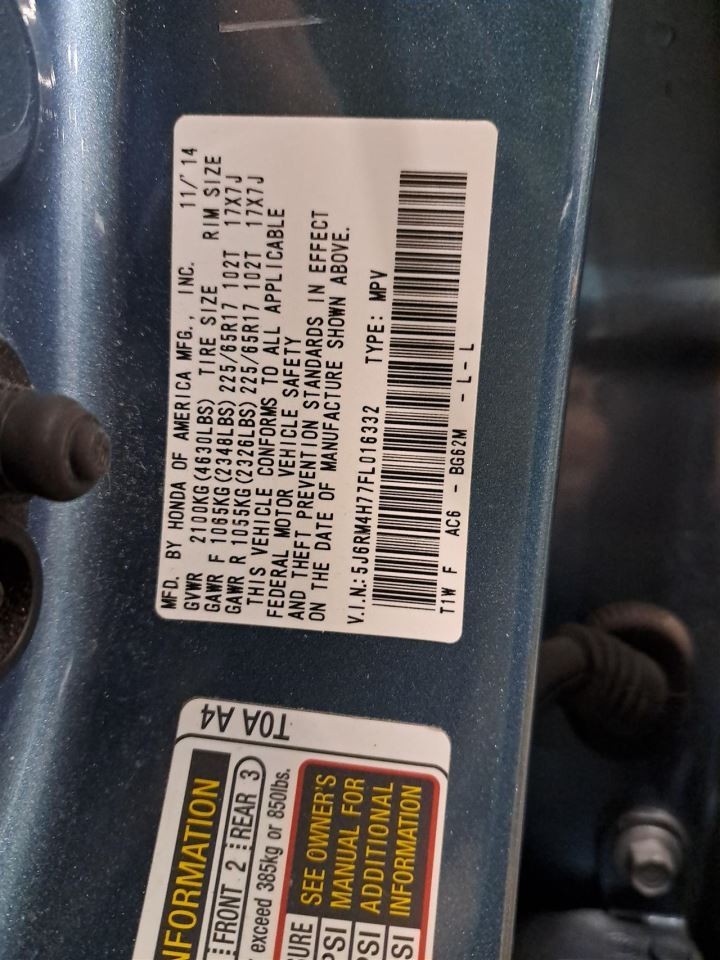 MFD. BY HONDA OF AMERICA MFG., INC. 11/'14
GVWR 2100KG(4630LBS) TIRE SIZE RIM SIZE
GAWR F 1065KG(2348LBS) 225/65R17 102T 17X7J
GAWR R 1055KG(2326LBS) 225/65R17 102T 17X7J
THIS VEHICLE CONFORMS TO ALL APPLICABLE
FEDERAL MOTOR VEHICLE SAFETY
AND THEFT PREVENTION STANDARDS IN EFFECT
ON THE DATE OF MANUFACTURE SHOWN ABOVE.
V.I.N.: 5J6RM4H77FL016332 TYPE: MPV
T1W F AC6 - BG62M - L - L
T0A A4
FRONT 2 REAR 3
exceed 385kg or 850lbs.
SEE OWNER'S
MANUAL FOR
ADDITIONAL
INFORMATION